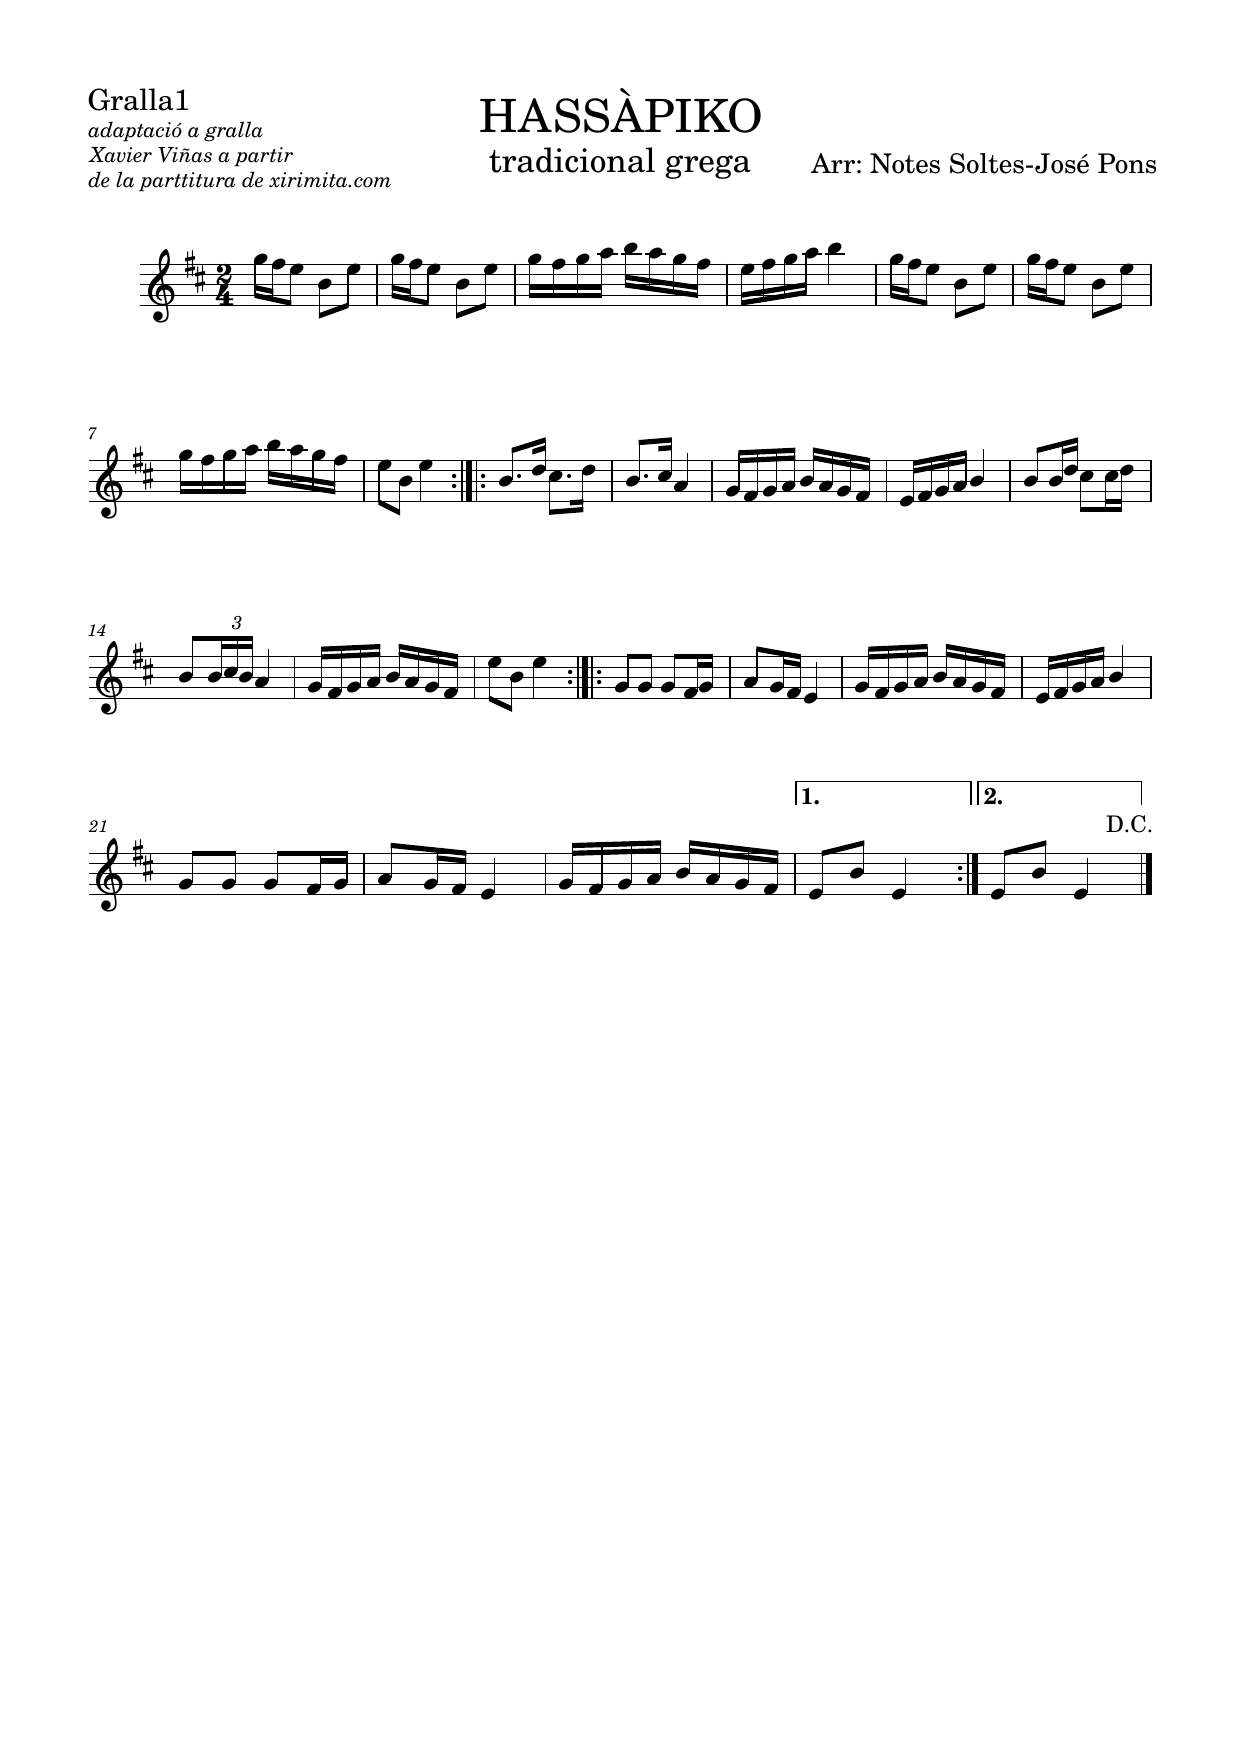 Gralla1
adaptació a gralla
Xavier Viñas a partir
de la parttitura de xirimita.com
HASSÀPIKO
tradicional grega
Arr: Notes Soltes-José Pons
2
4
7
14
3
21
1.
2.
D.C.